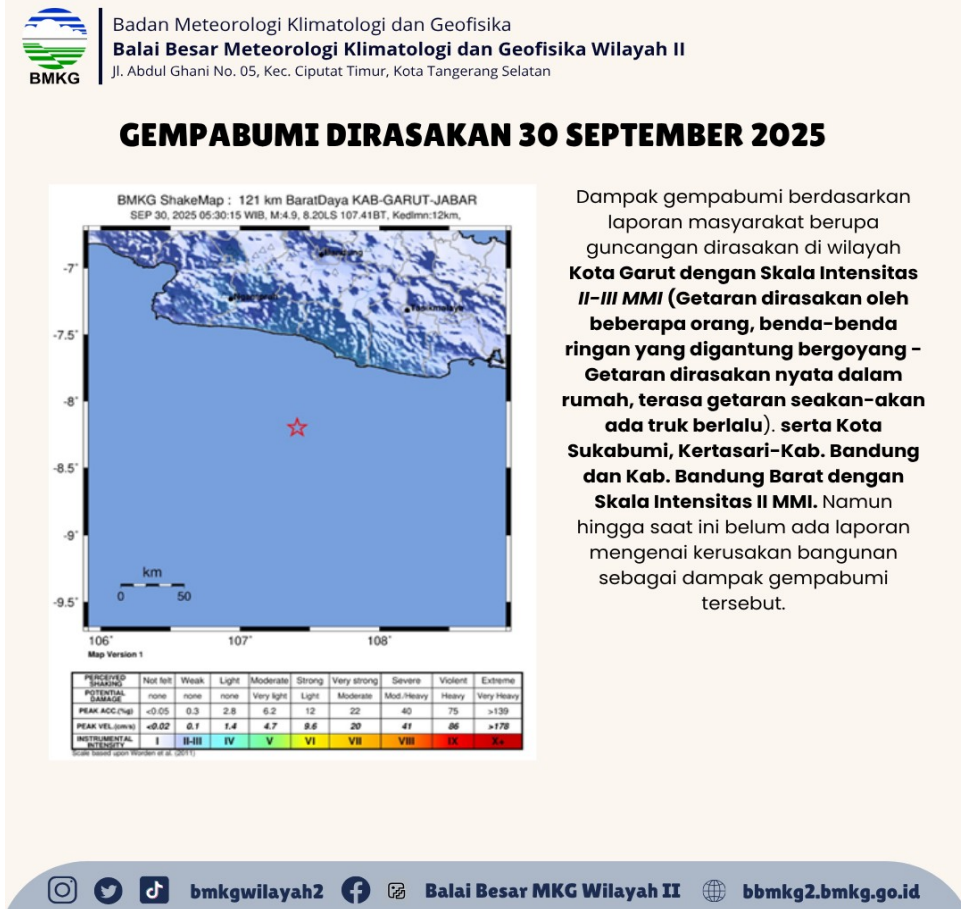 Badan Meteorologi Klimatologi dan Geofisika
Balai Besar Meteorologi Klimatologi dan Geofisika Wilayah II
Jl. Abdul Ghani No. 05, Kec. Ciputat Timur, Kota Tangerang Selatan
BMKG
GEMPABUMI DIRASAKAN 30 SEPTEMBER 2025
BMKG ShakeMap : 121 km BaratDaya KAB-GARUT-JABAR
SEP 30, 2025 05:30:15 WIB, M:4.9, 8.20LS 107.41BT, Kedlmn:12km,
-7°
-7.5°
-8°
-8.5°
-9°
-9.5°
km
0 50
106° 107° 108°
Map Version 1
PERCEIVED SHAKING Not felt Weak Light Moderate Strong Very strong Severe Violent Extreme
POTENTIAL DAMAGE none none none Very light Light Moderate Mod./Heavy Heavy Very Heavy
PEAK ACC.(%g) <0.05 0.3 2.8 6.2 12 22 40 75 >139
PEAK VEL.(cm/s) <0.02 0.1 1.4 4.7 9.6 20 41 86 >178
INSTRUMENTAL INTENSITY I II-III IV V VI VII VIII IX X+
Scale based upon Worden et al. (2011)
Dampak gempabumi berdasarkan
laporan masyarakat berupa
guncangan dirasakan di wilayah
Kota Garut dengan Skala Intensitas
II-III MMI (Getaran dirasakan oleh
beberapa orang, benda-benda
ringan yang digantung bergoyang -
Getaran dirasakan nyata dalam
rumah, terasa getaran seakan-akan
ada truk berlalu). serta Kota
Sukabumi, Kertasari-Kab. Bandung
dan Kab. Bandung Barat dengan
Skala Intensitas II MMI. Namun
hingga saat ini belum ada laporan
mengenai kerusakan bangunan
sebagai dampak gempabumi
tersebut.
bmkgwilayah2 Balai Besar MKG Wilayah II bbmkg2.bmkg.go.id